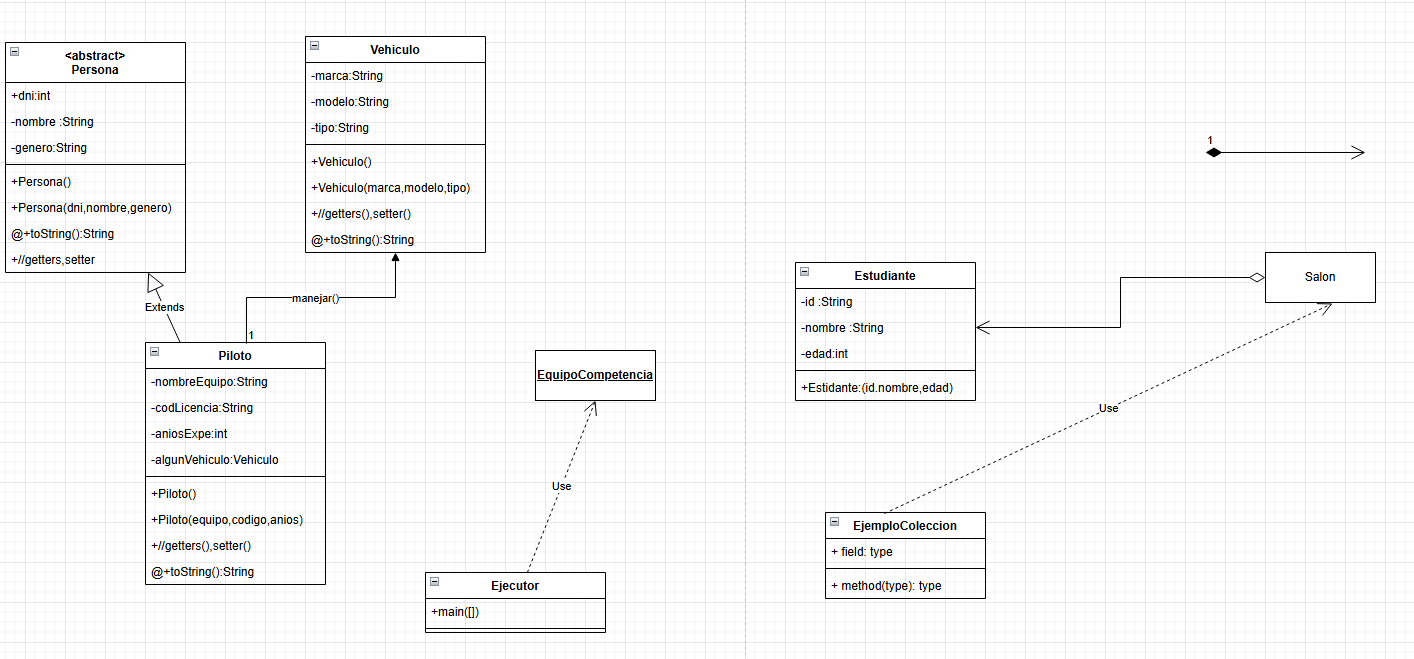 <abstract>
Persona
+dni:int
-nombre :String
-genero:String
+Persona()
+Persona(dni,nombre,genero)
@+toString():String
+//getters,setter
Extends
Vehiculo
-marca:String
-modelo:String
-tipo:String
+Vehiculo()
+Vehiculo(marca,modelo,tipo)
+//getters(),setter()
@+toString():String
manejar()
1
Piloto
-nombreEquipo:String
-codLicencia:String
-aniosExpe:int
-algunVehiculo:Vehiculo
+Piloto()
+Piloto(equipo,codigo,anios)
+//getters(),setter()
@+toString():String
EquipoCompetencia
Use
Ejecutor
+main([])
1
Estudiante
-id :String
-nombre :String
-edad:int
+Estidante:(id.nombre,edad)
Salon
Use
EjemploColeccion
+ field: type
+ method(type): type